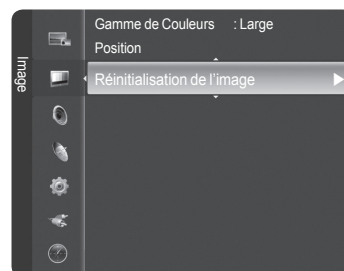 Image
Gamme de Couleurs : Large
Position
Réinitialisation de l'image